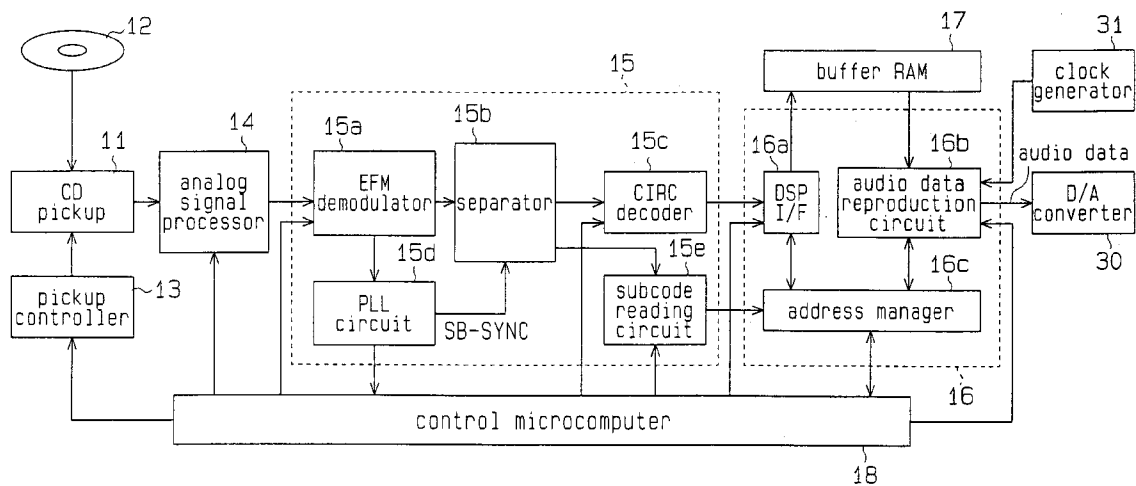 12
17
31
buffer RAM
clock
generator
15
11
14
15a
15b
15c
16a
16b
audio data
CD
pickup
analog
signal
processor
EFM
demodulator
separator
CIRC
decoder
DSP
I/F
audio data
reproduction
circuit
D/A
converter
30
13
15d
15e
16c
pickup
controller
PLL
circuit
SB-SYNC
subcode
reading
circuit
address manager
16
control microcomputer
18